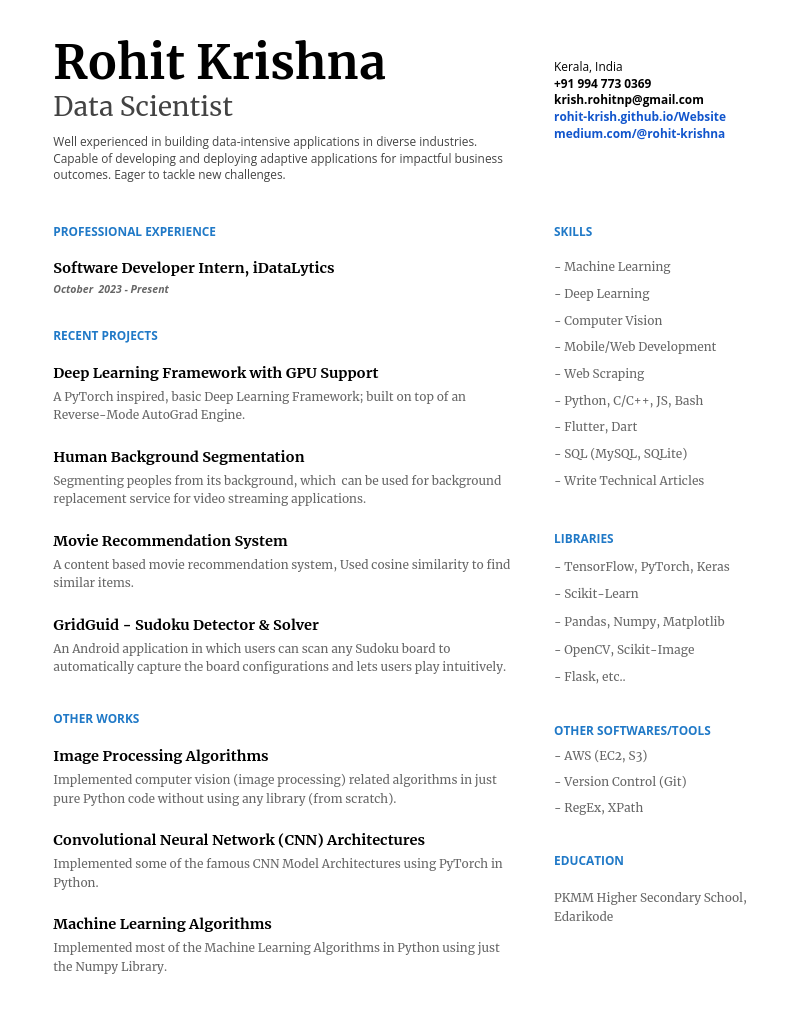 Rohit Krishna
Data Scientist
Well experienced in building data-intensive applications in diverse industries.
Capable of developing and deploying adaptive applications for impactful business
outcomes. Eager to tackle new challenges.
Kerala, India
+91 994 773 0369
krish.rohitnp@gmail.com
rohit-krish.github.io/Website
medium.com/@rohit-krishna
PROFESSIONAL EXPERIENCE
Software Developer Intern, iDataLytics
October  2023 - Present
RECENT PROJECTS
Deep Learning Framework with GPU Support
A PyTorch inspired, basic Deep Learning Framework; built on top of an
Reverse-Mode AutoGrad Engine.
Human Background Segmentation
Segmenting peoples from its background, which  can be used for background
replacement service for video streaming applications.
Movie Recommendation System
A content based movie recommendation system, Used cosine similarity to find
similar items.
GridGuid - Sudoku Detector & Solver
An Android application in which users can scan any Sudoku board to
automatically capture the board configurations and lets users play intuitively.
OTHER WORKS
Image Processing Algorithms
Implemented computer vision (image processing) related algorithms in just
pure Python code without using any library (from scratch).
Convolutional Neural Network (CNN) Architectures
Implemented some of the famous CNN Model Architectures using PyTorch in
Python.
Machine Learning Algorithms
Implemented most of the Machine Learning Algorithms in Python using just
the Numpy Library.
SKILLS
- Machine Learning
- Deep Learning
- Computer Vision
- Mobile/Web Development
- Web Scraping
- Python, C/C++, JS, Bash
- Flutter, Dart
- SQL (MySQL, SQLite)
- Write Technical Articles
LIBRARIES
- TensorFlow, PyTorch, Keras
- Scikit-Learn
- Pandas, Numpy, Matplotlib
- OpenCV, Scikit-Image
- Flask, etc..
OTHER SOFTWARES/TOOLS
- AWS (EC2, S3)
- Version Control (Git)
- RegEx, XPath
EDUCATION
PKMM Higher Secondary School,
Edarikode